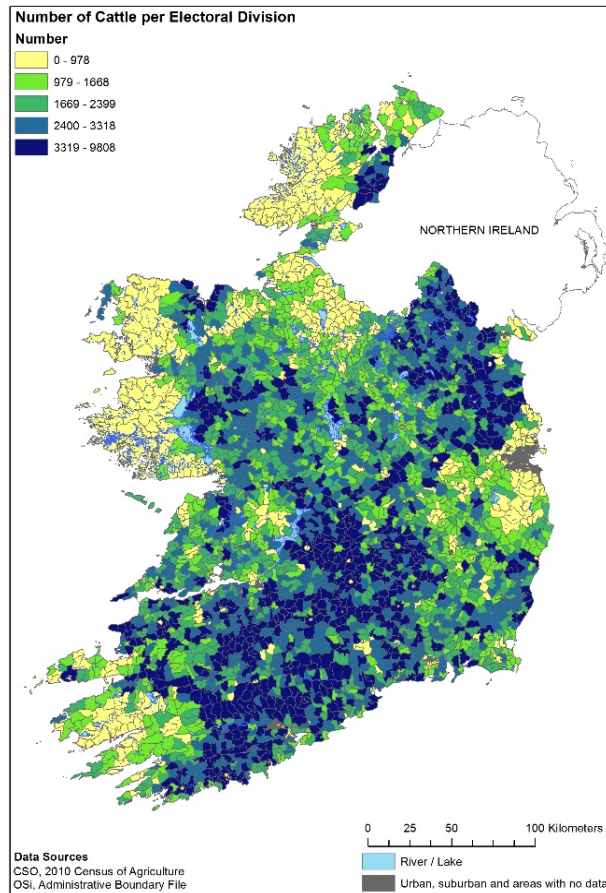 Number of Cattle per Electoral Division
Number
0 - 978
979 - 1668
1669 - 2399
2400 - 3318
3319 - 9808
NORTHERN IRELAND
0 25 50 100 Kilometers
River / Lake
Urban, suburban and areas with no data
Data Sources
CSO, 2010 Census of Agriculture
OSi, Administrative Boundary File